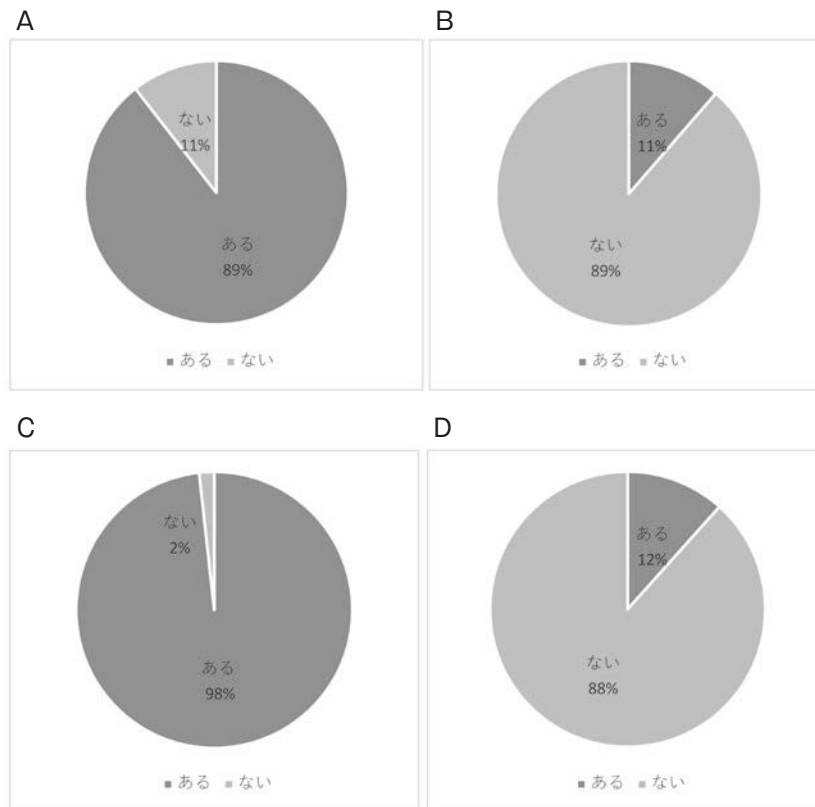 A
ない
11%
ある
89%
■ ある ■ ない
B
ある
11%
ない
89%
■ ある ■ ない
C
ない
2%
ある
98%
■ ある ■ ない
D
ある
12%
ない
88%
■ ある ■ ない